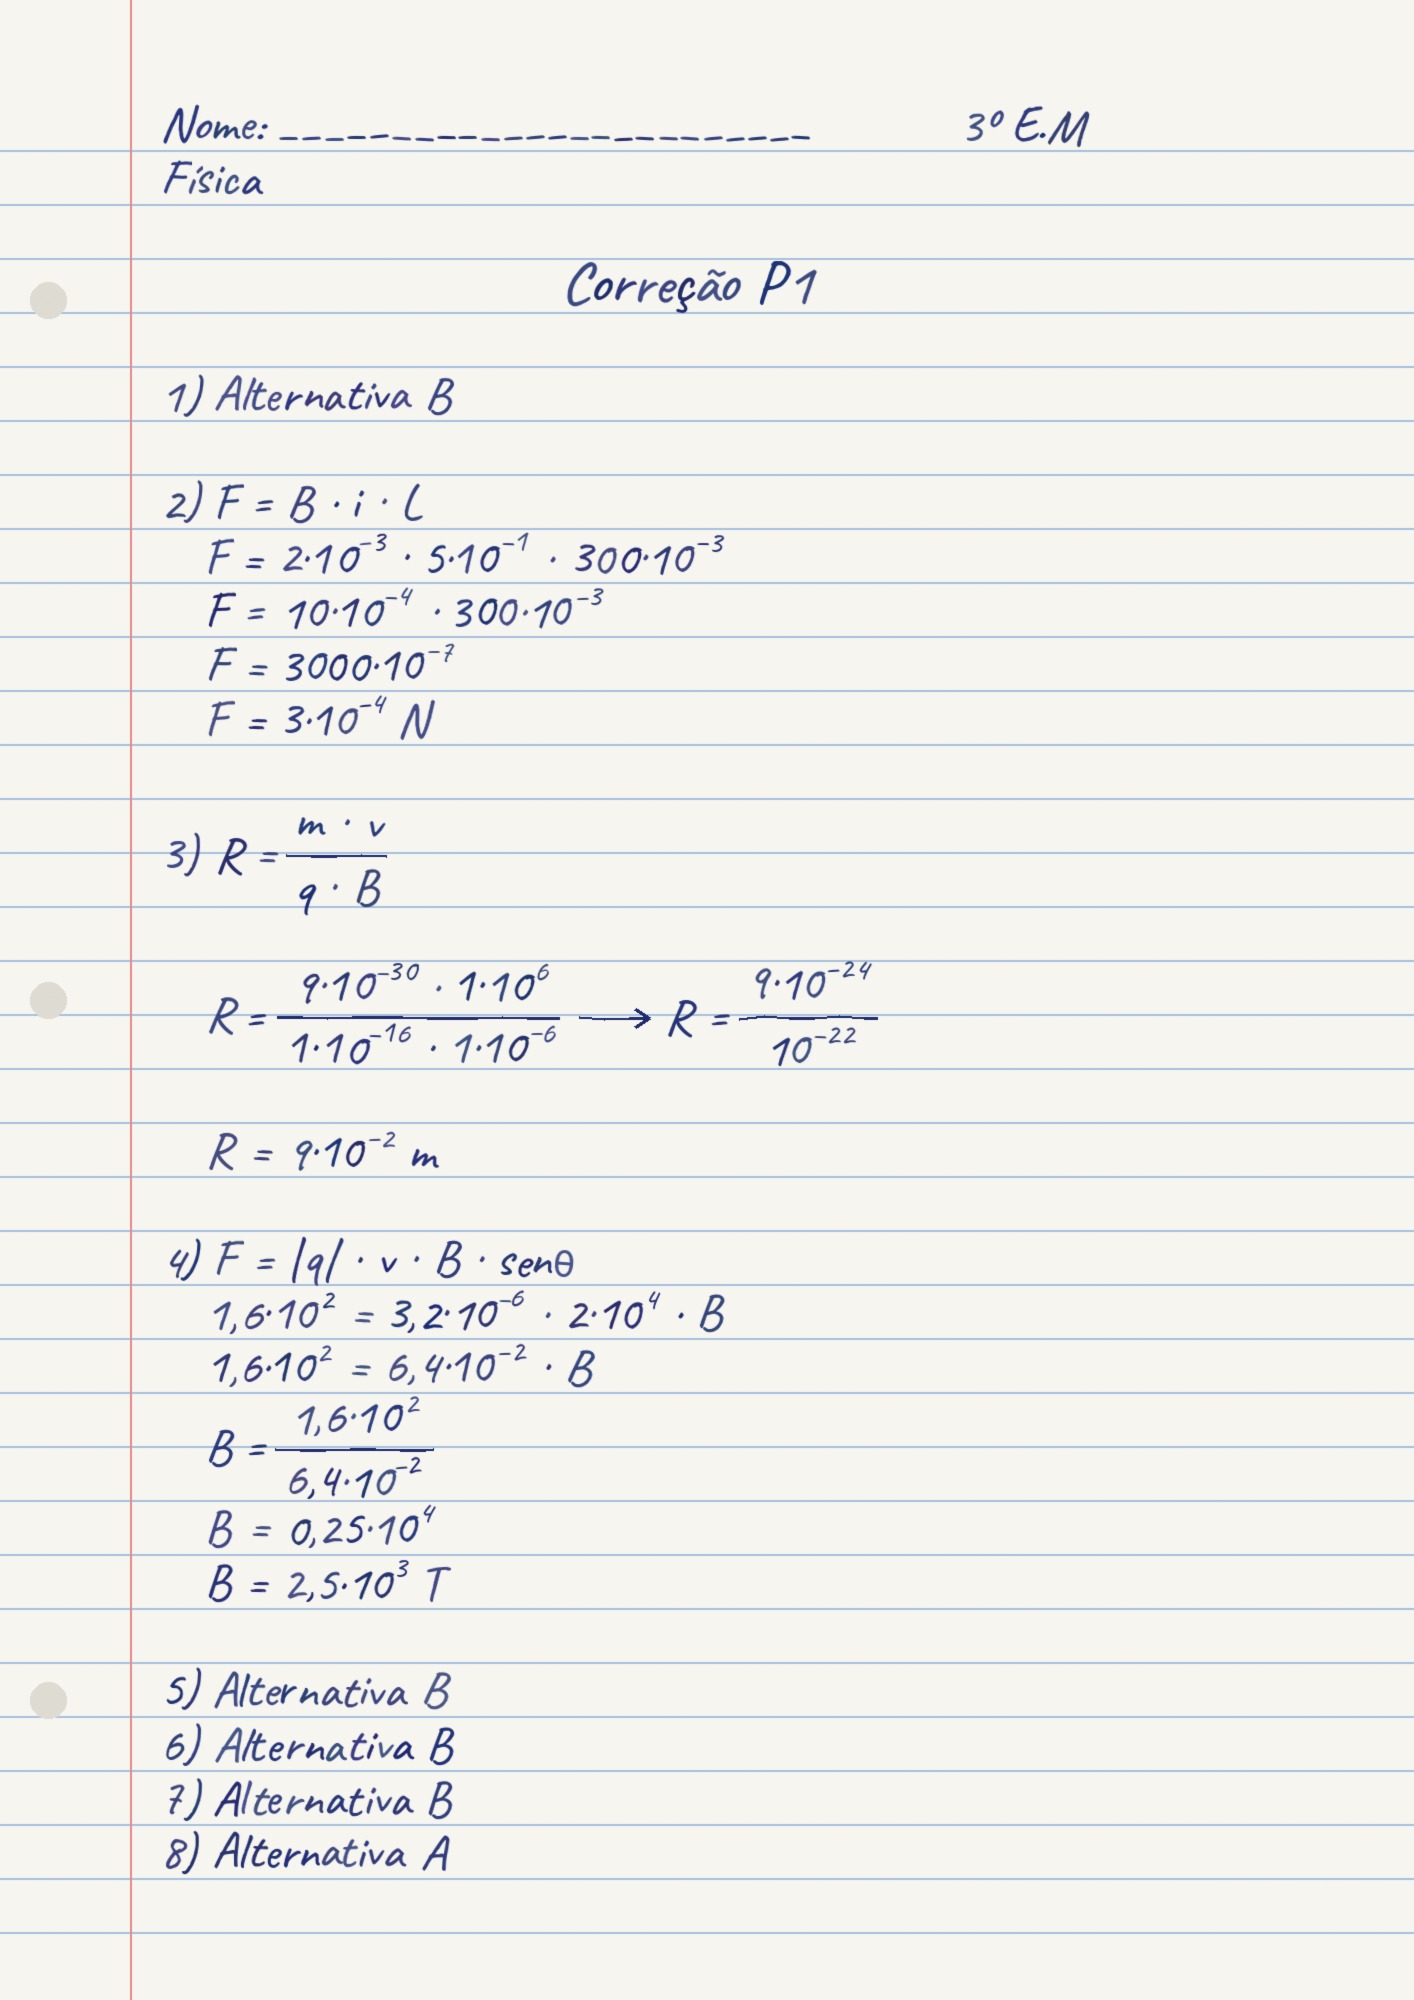 Nome: _ _ _ _ _ _ _ _ _ _ _ _ _ _ _ _ _ _ _ _ _ _ _ _ 3º E.M
Física
Correção P1
1) Alternativa B
2) F = B · i · L
F = 2·10⁻³ · 5·10⁻¹ · 300·10⁻³
F = 10·10⁻⁴ · 300·10⁻³
F = 3000·10⁻⁷
F = 3·10⁻⁴ N
3) R = (m · v)/(q · B)
R = (9·10⁻³⁰ · 1·10⁶)/(1·10⁻¹⁶ · 1·10⁻⁶) → R = (9·10⁻²⁴)/(10⁻²²)
R = 9·10⁻² m
4) F = |q| · v · B · senθ
1,6·10² = 3,2·10⁻⁶ · 2·10⁴ · B
1,6·10² = 6,4·10⁻² · B
B = (1,6·10²)/(6,4·10⁻²)
B = 0,25·10⁴
B = 2,5·10³ T
5) Alternativa B
6) Alternativa B
7) Alternativa B
8) Alternativa A